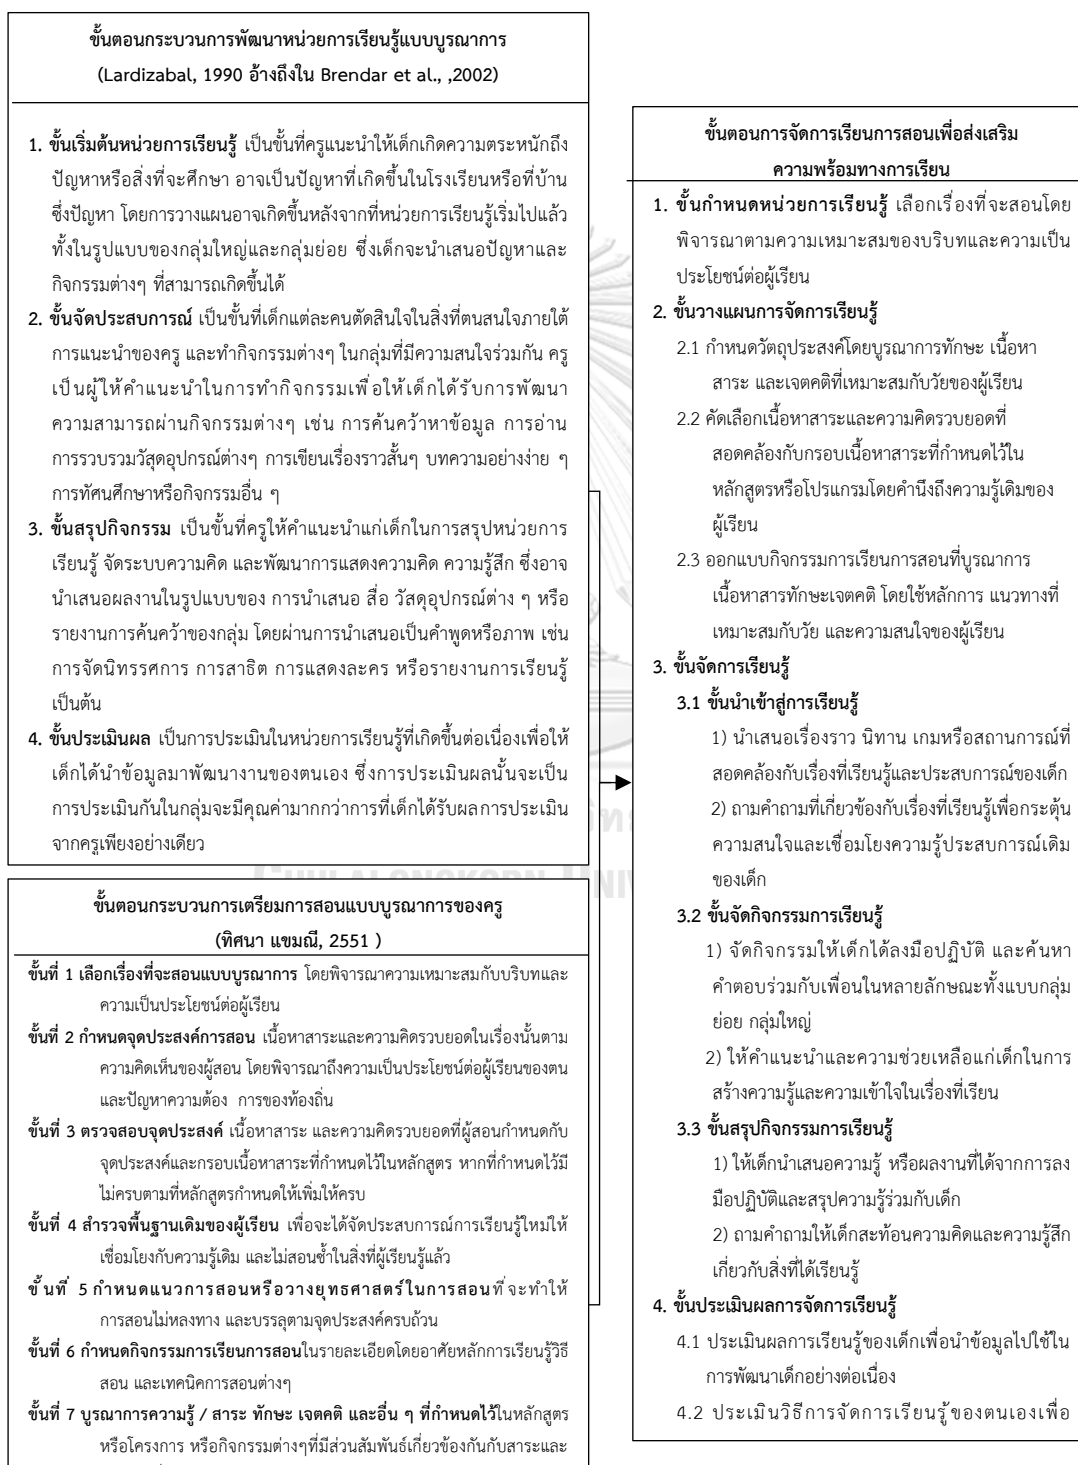 ขั้นตอนกระบวนการพัฒนาหน่วยการเรียนรู้แบบบูรณาการ
(Lardizabal, 1990 อ้างถึงใน Brendar et al., ,2002)
1. ขั้นเริ่มต้นหน่วยการเรียนรู้ เป็นขั้นที่ครูแนะนำให้เด็กเกิดความตระหนักถึง
ปัญหาหรือสิ่งที่จะศึกษา อาจเป็นปัญหาที่เกิดขึ้นในโรงเรียนหรือที่บ้าน
ซึ่งปัญหา โดยการวางแผนอาจเกิดขึ้นหลังจากที่หน่วยการเรียนรู้เริ่มไปแล้ว
ทั้งในรูปแบบของกลุ่มใหญ่และกลุ่มย่อย ซึ่งเด็กจะนำเสนอปัญหาและ
กิจกรรมต่างๆ ที่สามารถเกิดขึ้นได้
2. ขั้นจัดประสบการณ์ เป็นขั้นที่เด็กแต่ละคนตัดสินใจในสิ่งที่ตนสนใจภายใต้
การแนะนำของครู และทำกิจกรรมต่างๆ ในกลุ่มที่มีความสนใจร่วมกัน ครู
เป็นผู้ให้คำแนะนำในการทำกิจกรรมเพื่อให้เด็กได้รับการพัฒนา
ความสามารถผ่านกิจกรรมต่างๆ เช่น การค้นคว้าหาข้อมูล การอ่าน
การรวบรวมวัสดุอุปกรณ์ต่างๆ การเขียนเรื่องราวสั้นๆ บทความอย่างง่าย ๆ
การทัศนศึกษาหรือกิจกรรมอื่น ๆ
3. ขั้นสรุปกิจกรรม เป็นขั้นที่ครูให้คำแนะนำแก่เด็กในการสรุปหน่วยการ
เรียนรู้ จัดระบบความคิด และพัฒนาการแสดงความคิด ความรู้สึก ซึ่งอาจ
นำเสนอผลงานในรูปแบบของ การนำเสนอ สื่อ วัสดุอุปกรณ์ต่าง ๆ หรือ
รายงานการค้นคว้าของกลุ่ม โดยผ่านการนำเสนอเป็นคำพูดหรือภาพ เช่น
การจัดนิทรรศการ การสาธิต การแสดงละคร หรือรายงานการเรียนรู้
เป็นต้น
4. ขั้นประเมินผล เป็นการประเมินในหน่วยการเรียนรู้ที่เกิดขึ้นต่อเนื่องเพื่อให้
เด็กได้นำข้อมูลมาพัฒนางานของตนเอง ซึ่งการประเมินผลนั้นจะเป็น
การประเมินกันในกลุ่มจะมีคุณค่ามากกว่าการที่เด็กได้รับผลการประเมิน
จากครูเพียงอย่างเดียว
ขั้นตอนกระบวนการเตรียมการสอนแบบบูรณาการของครู
(ทิศนา แขมณี, 2551 )
ขั้นที่ 1 เลือกเรื่องที่จะสอนแบบบูรณาการ โดยพิจารณาความเหมาะสมกับบริบทและ
ความเป็นประโยชน์ต่อผู้เรียน
ขั้นที่ 2 กำหนดจุดประสงค์การสอน เนื้อหาสาระและความคิดรวบยอดในเรื่องนั้นตาม
ความคิดเห็นของผู้สอน โดยพิจารณาถึงความเป็นประโยชน์ต่อผู้เรียนของตน
และปัญหาความต้อง การของท้องถิ่น
ขั้นที่ 3 ตรวจสอบจุดประสงค์ เนื้อหาสาระ และความคิดรวบยอดที่ผู้สอนกำหนดกับ
จุดประสงค์และกรอบเนื้อหาสาระที่กำหนดไว้ในหลักสูตร หากที่กำหนดไว้มี
ไม่ครบตามที่หลักสูตรกำหนดให้เพิ่มให้ครบ
ขั้นที่ 4 สำรวจพื้นฐานเดิมของผู้เรียน เพื่อจะได้จัดประสบการณ์การเรียนรู้ใหม่ให้
เชื่อมโยงกับความรู้เดิม และไม่สอนซ้ำในสิ่งที่ผู้เรียนรู้แล้ว
ขั้นที่ 5 กำหนดแนวการสอนหรือวางยุทธศาสตร์ในการสอนที่จะทำให้
การสอนไม่หลงทาง และบรรลุตามจุดประสงค์ครบถ้วน
ขั้นที่ 6 กำหนดกิจกรรมการเรียนการสอนในรายละเอียดโดยอาศัยหลักการเรียนรู้วิธี
สอน และเทคนิคการสอนต่างๆ
ขั้นที่ 7 บูรณาการความรู้ / สาระ ทักษะ เจตคติ และอื่น ๆ ที่กำหนดไว้ในหลักสูตร
หรือโครงการ หรือกิจกรรมต่างๆที่มีส่วนสัมพันธ์เกี่ยวข้องกันกับสาระและ
ขั้นตอนการจัดการเรียนการสอนเพื่อส่งเสริม
ความพร้อมทางการเรียน
1. ขั้นกำหนดหน่วยการเรียนรู้ เลือกเรื่องที่จะสอนโดย
พิจารณาตามความเหมาะสมของบริบทและความเป็น
ประโยชน์ต่อผู้เรียน
2. ขั้นวางแผนการจัดการเรียนรู้
2.1 กำหนดวัตถุประสงค์โดยบูรณาการทักษะ เนื้อหา
สาระ และเจตคติที่เหมาะสมกับวัยของผู้เรียน
2.2 คัดเลือกเนื้อหาสาระและความคิดรวบยอดที่
สอดคล้องกับกรอบเนื้อหาสาระที่กำหนดไว้ใน
หลักสูตรหรือโปรแกรมโดยคำนึงถึงความรู้เดิมของ
ผู้เรียน
2.3 ออกแบบกิจกรรมการเรียนการสอนที่บูรณาการ
เนื้อหาสารทักษะเจตคติ โดยใช้หลักการ แนวทางที่
เหมาะสมกับวัย และความสนใจของผู้เรียน
3. ขั้นจัดการเรียนรู้
3.1 ขั้นนำเข้าสู่การเรียนรู้
1) นำเสนอเรื่องราว นิทาน เกมหรือสถานการณ์ที่
สอดคล้องกับเรื่องที่เรียนรู้และประสบการณ์ของเด็ก
2) ถามคำถามที่เกี่ยวข้องกับเรื่องที่เรียนรู้เพื่อกระตุ้น
ความสนใจและเชื่อมโยงความรู้ประสบการณ์เดิม
ของเด็ก
3.2 ขั้นจัดกิจกรรมการเรียนรู้
1) จัดกิจกรรมให้เด็กได้ลงมือปฏิบัติ และค้นหา
คำตอบร่วมกับเพื่อนในหลายลักษณะทั้งแบบกลุ่ม
ย่อย กลุ่มใหญ่
2) ให้คำแนะนำและความช่วยเหลือแก่เด็กในการ
สร้างความรู้และความเข้าใจในเรื่องที่เรียน
3.3 ขั้นสรุปกิจกรรมการเรียนรู้
1) ให้เด็กนำเสนอความรู้ หรือผลงานที่ได้จากการลง
มือปฏิบัติและสรุปความรู้ร่วมกับเด็ก
2) ถามคำถามให้เด็กสะท้อนความคิดและความรู้สึก
เกี่ยวกับสิ่งที่ได้เรียนรู้
4. ขั้นประเมินผลการจัดการเรียนรู้
4.1 ประเมินผลการเรียนรู้ของเด็กเพื่อนำข้อมูลไปใช้ใน
การพัฒนาเด็กอย่างต่อเนื่อง
4.2 ประเมินวิธีการจัดการเรียนรู้ของตนเองเพื่อ